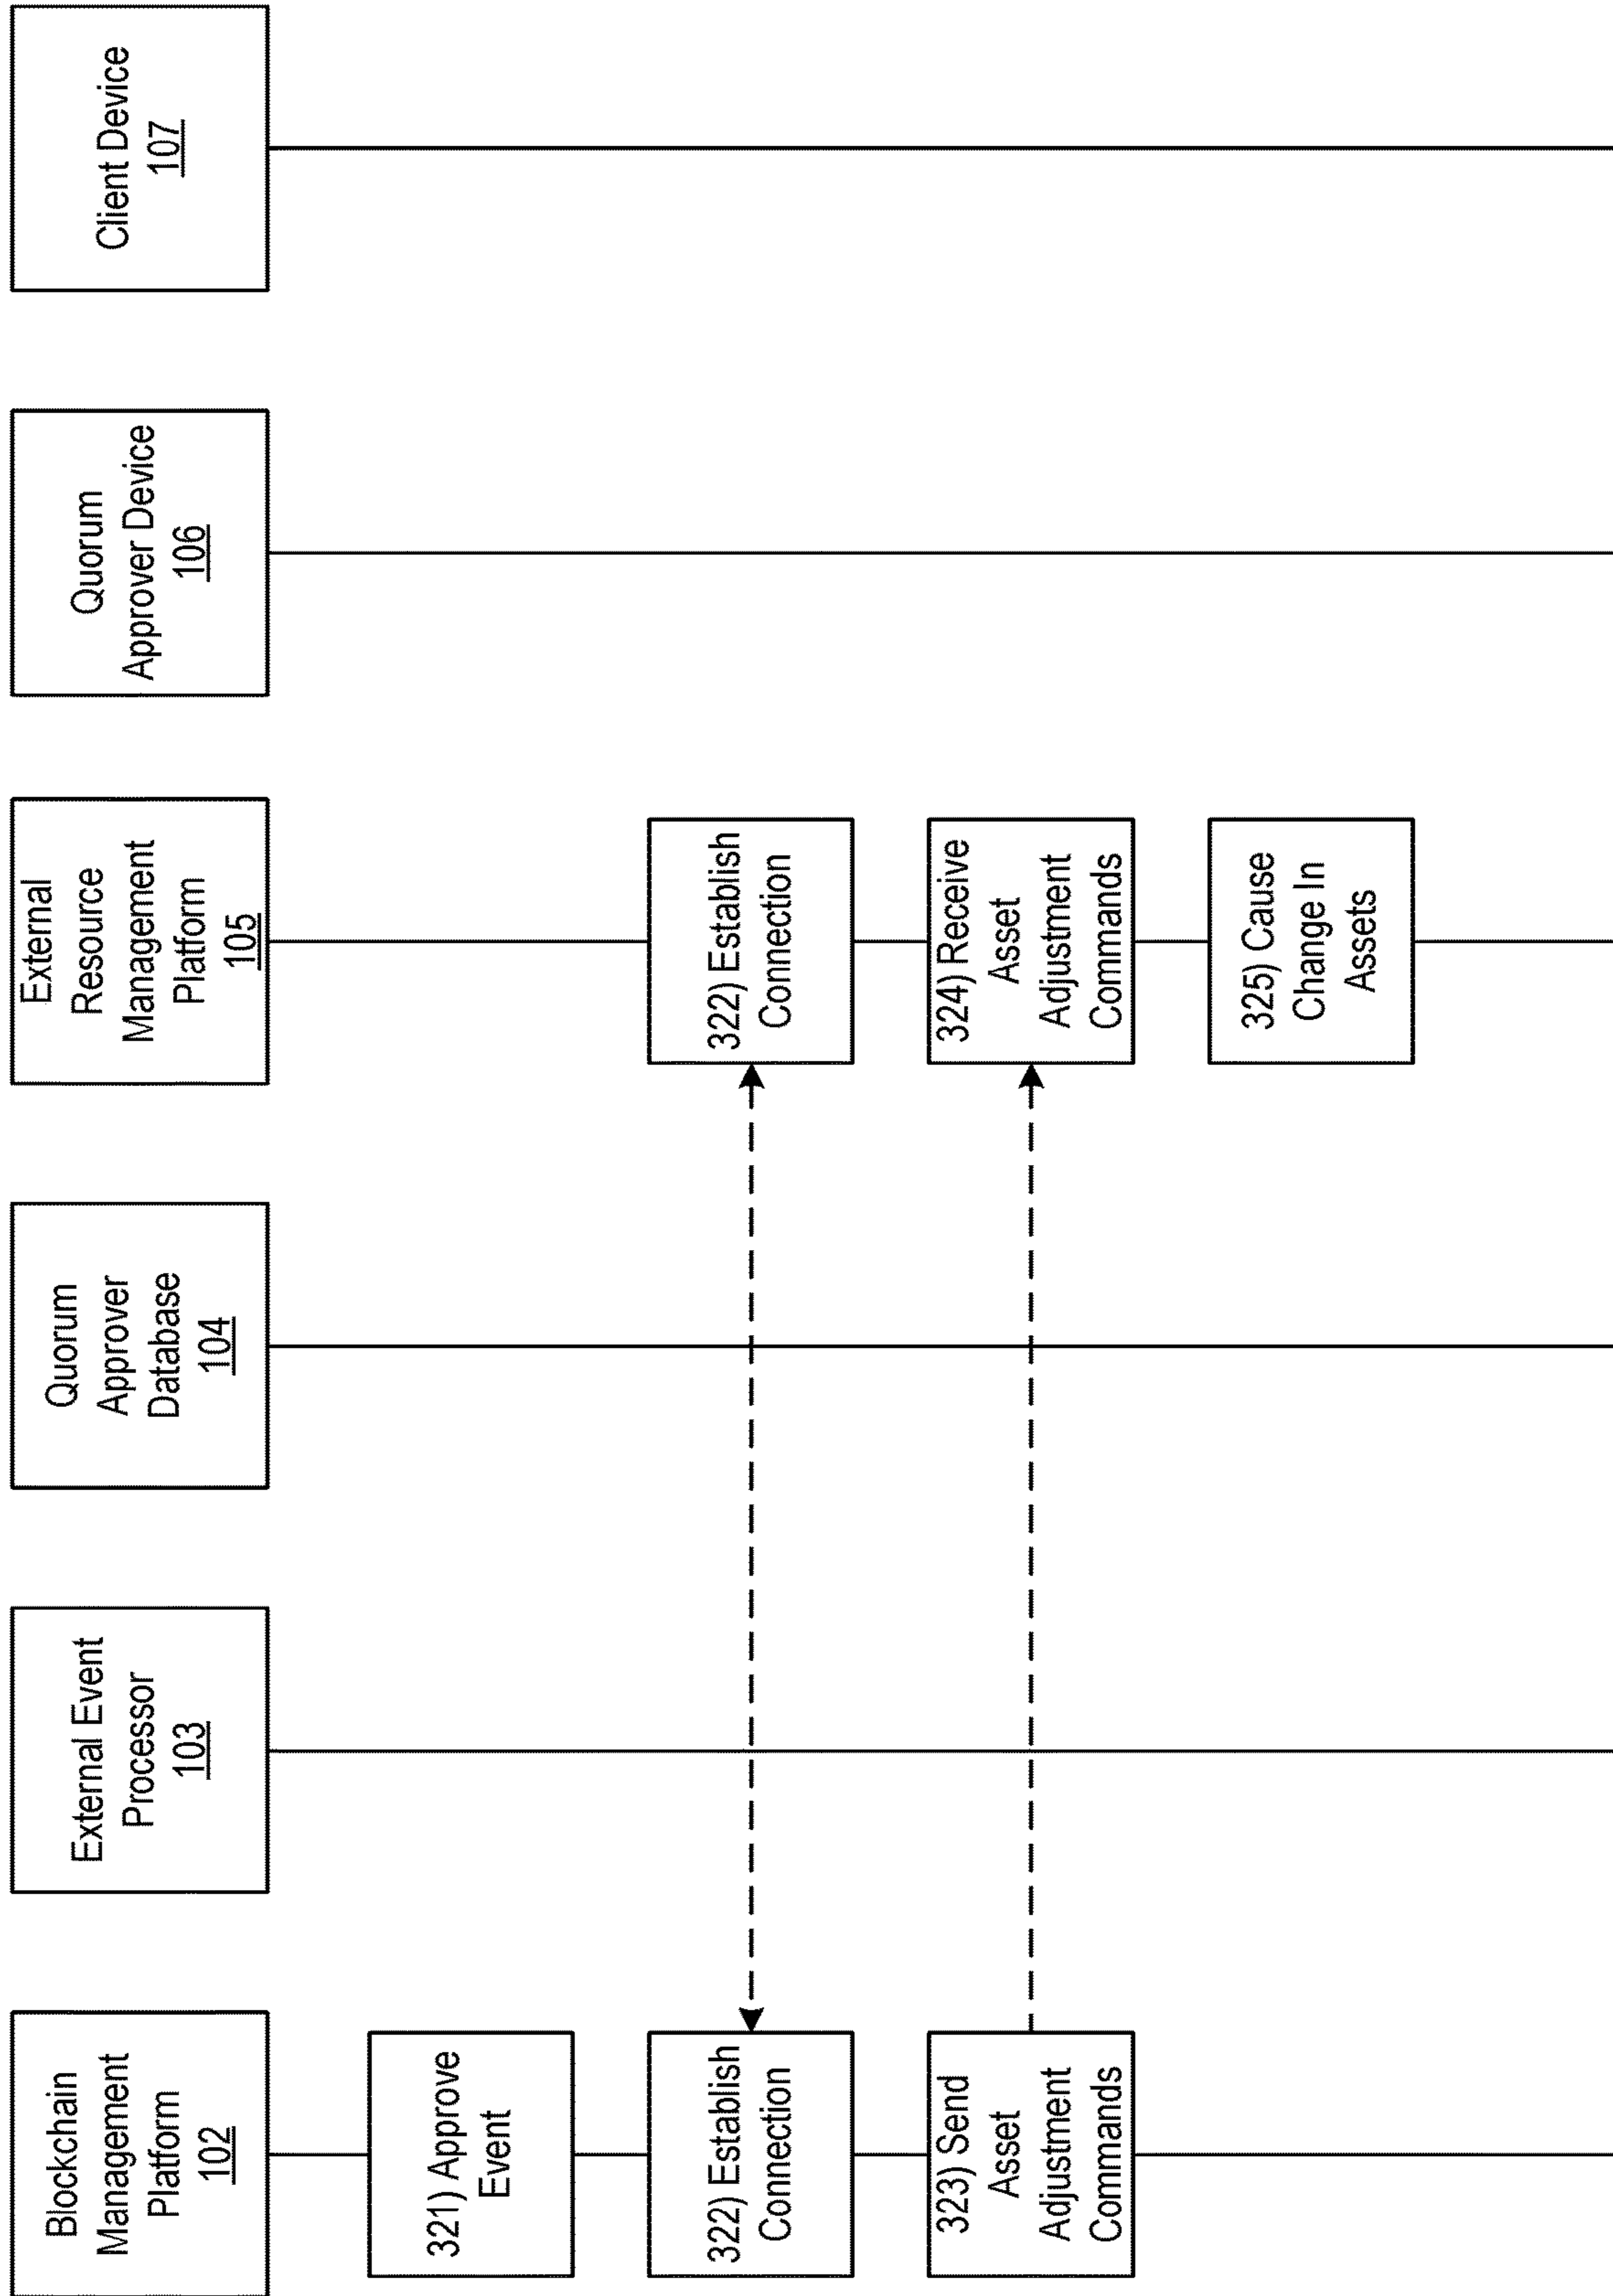 Blockchain
Management
Platform
102
External Event
Processor
103
Quorum
Approver
Database
104
External
Resource
Management
Platform
105
Quorum
Approver Device
106
Client Device
107
321) Approve
Event
322) Establish
Connection
322) Establish
Connection
323) Send
Asset
Adjustment
Commands
324) Receive
Asset
Adjustment
Commands
325) Cause
Change In
Assets